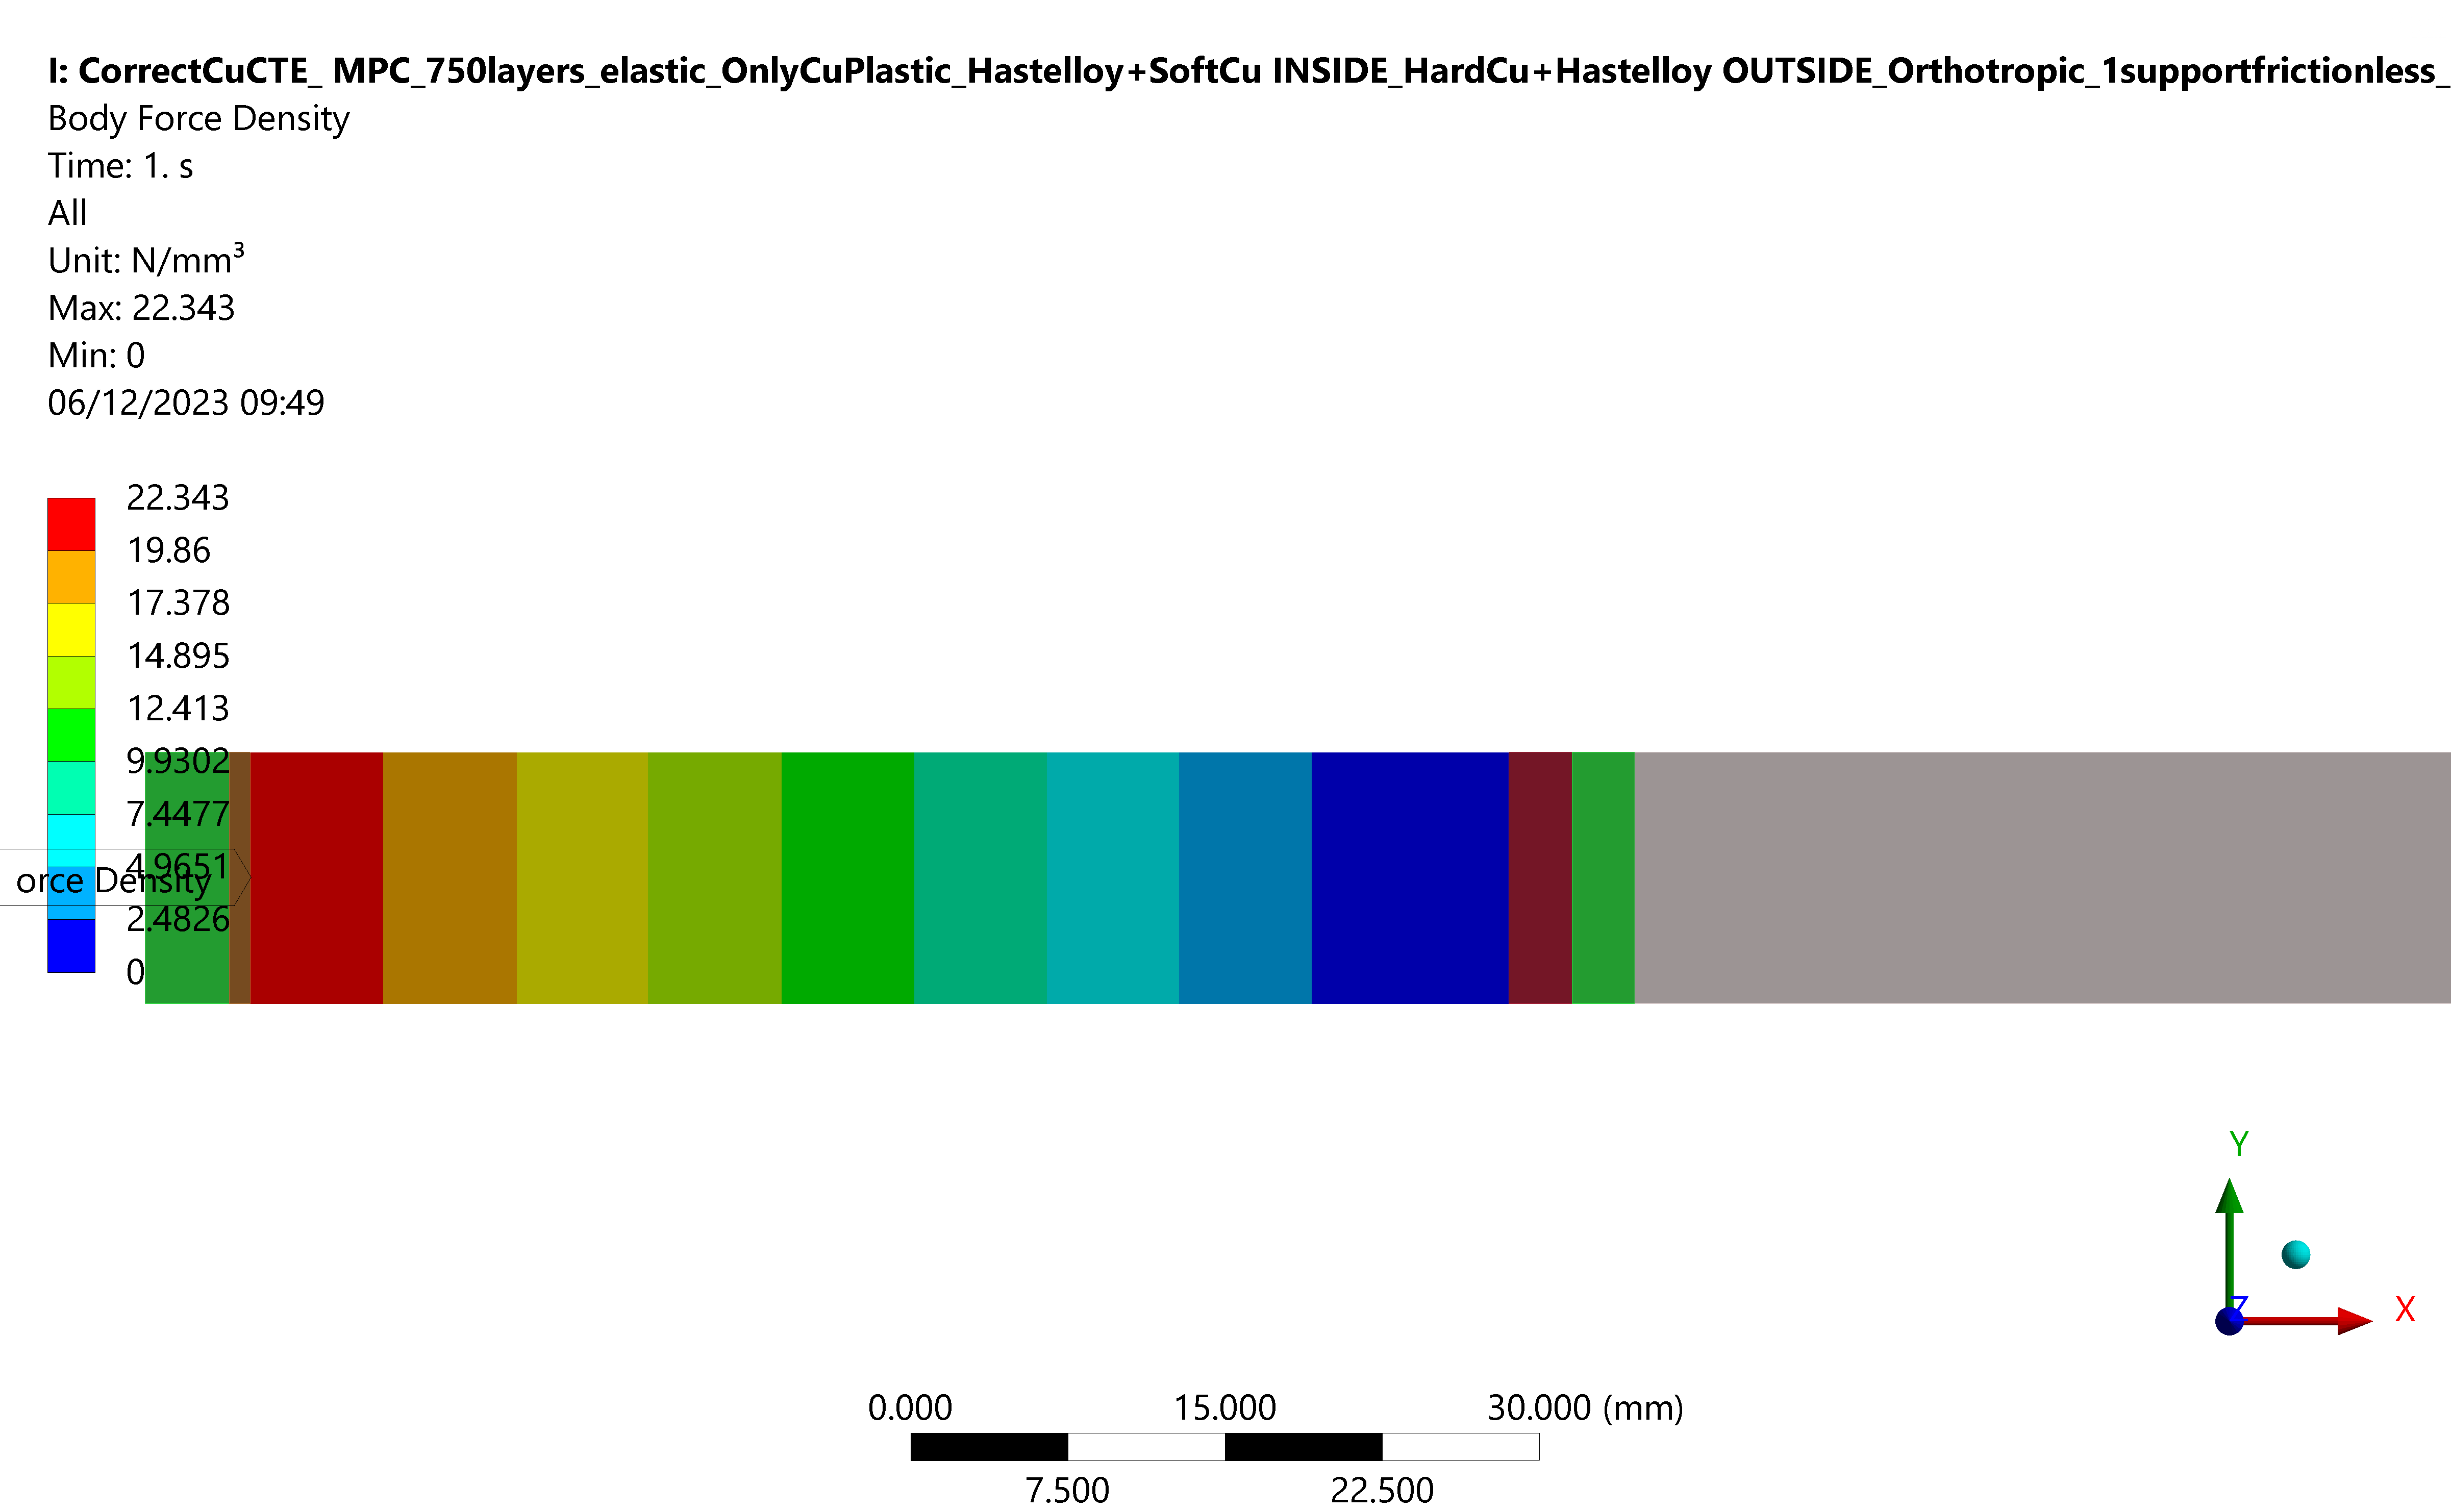 I: CorrectCuCTE_ MPC_750layers_elastic_OnlyCuPlastic_Hastelloy+SoftCu INSIDE_HardCu+Hastelloy OUTSIDE_Orthotropic_1supportfrictionless_
Body Force Density
Time: 1. s
All
Unit: N/mm³
Max: 22.343
Min: 0
06/12/2023 09:49
22.343
19.86
17.378
14.895
12.413
9.9302
7.4477
4.9651
orce Density
2.4826
0
Y
Z
X
0.000 15.000 30.000 (mm)
7.500 22.500